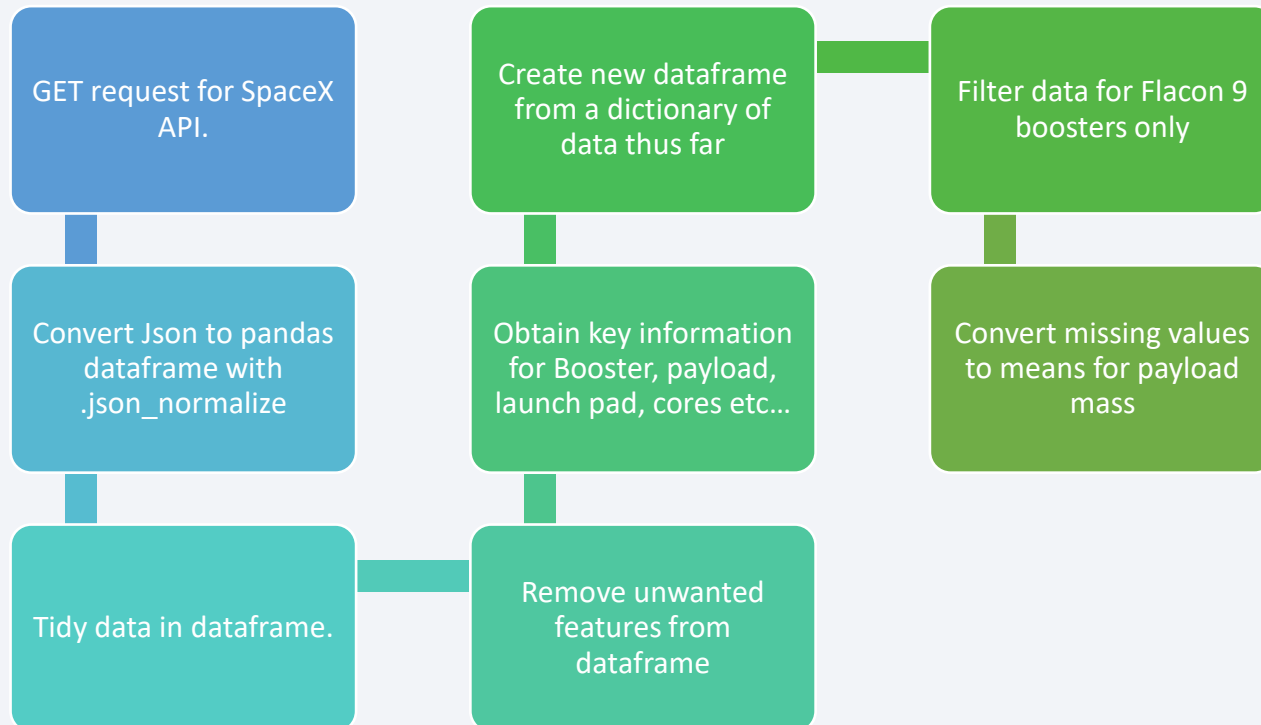 GET request for SpaceX
API.
Convert Json to pandas
dataframe with
.json_normalize
Tidy data in dataframe.
Remove unwanted
features from
dataframe
Obtain key information
for Booster, payload,
launch pad, cores etc…
Create new dataframe
from a dictionary of
data thus far
Filter data for Flacon 9
boosters only
Convert missing values
to means for payload
mass